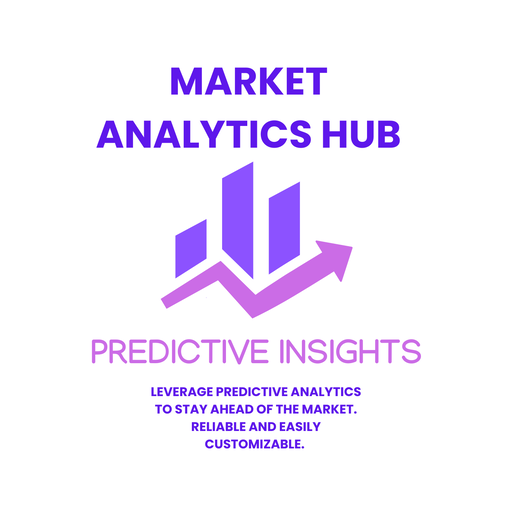 MARKET
ANALYTICS HUB
PREDICTIVE INSIGHTS
LEVERAGE PREDICTIVE ANALYTICS
TO STAY AHEAD OF THE MARKET.
RELIABLE AND EASILY
CUSTOMIZABLE.